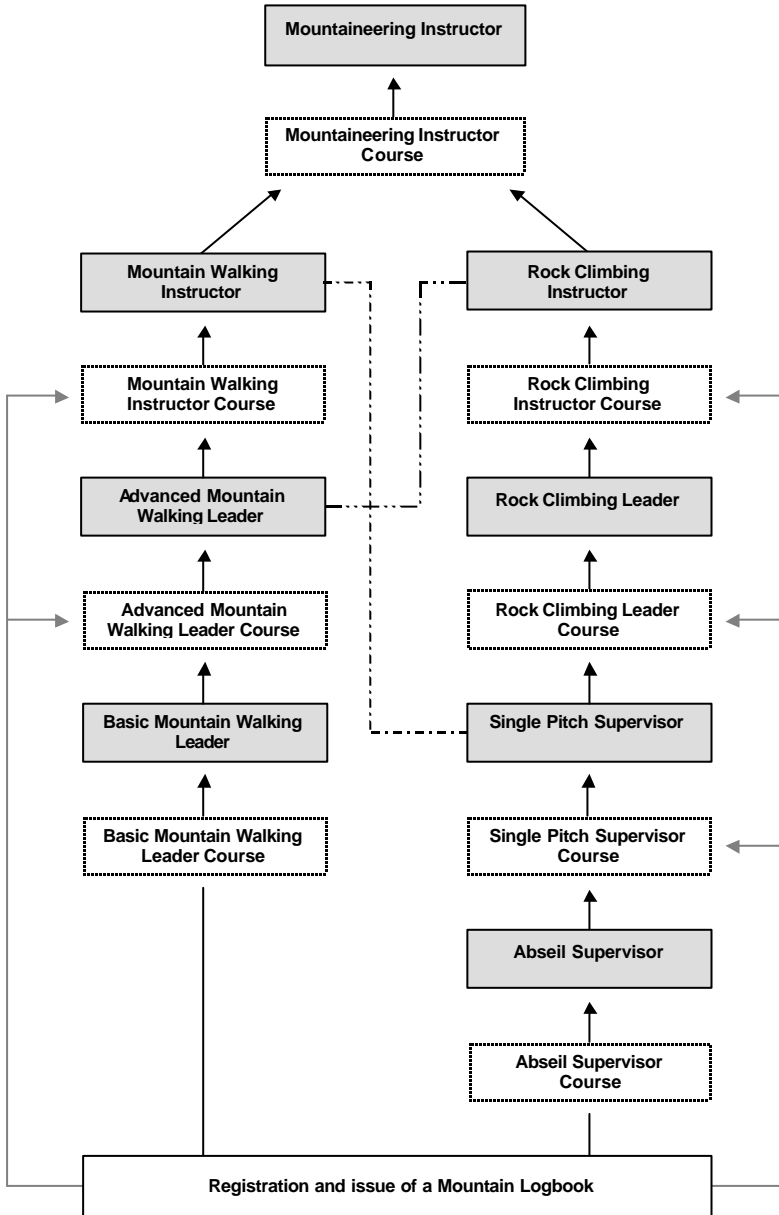 Mountaineering Instructor
Mountaineering Instructor
Course
Mountain Walking
Instructor
Rock Climbing
Instructor
Mountain Walking
Instructor Course
Rock Climbing
Instructor Course
Advanced Mountain
Walking Leader
Rock Climbing Leader
Advanced Mountain
Walking Leader Course
Rock Climbing Leader
Course
Basic Mountain Walking
Leader
Single Pitch Supervisor
Basic Mountain Walking
Leader Course
Single Pitch Supervisor
Course
Abseil Supervisor
Abseil Supervisor
Course
Registration and issue of a Mountain Logbook